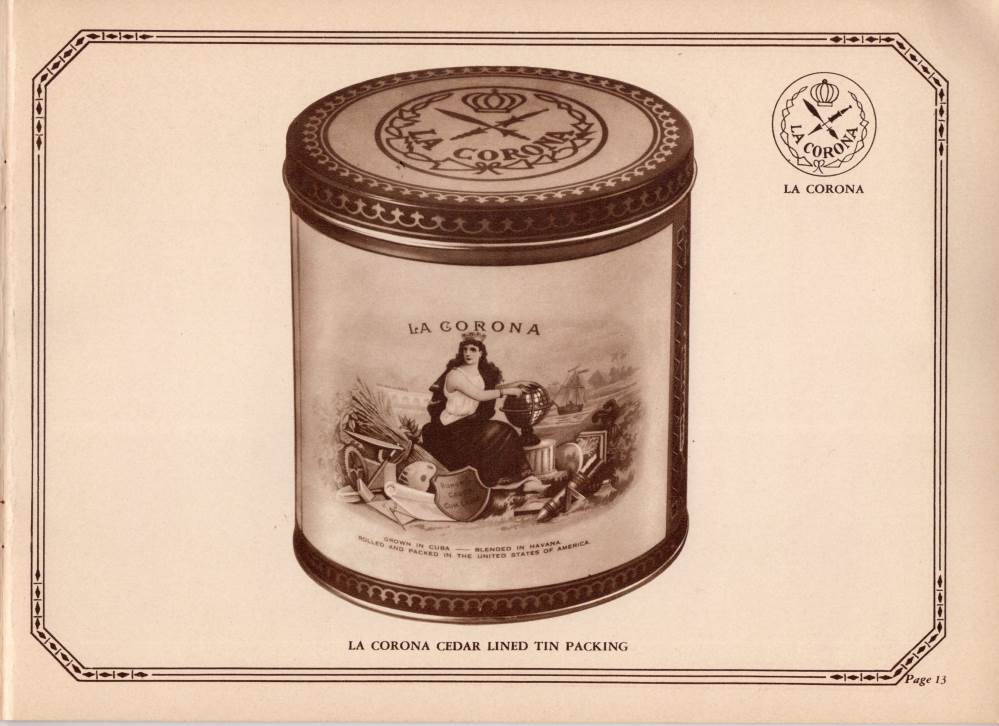 LA CORONA
LA CORONA
LA CORONA
LA CORONA
GROWN IN CUBA — BLENDED IN HAVANA
ROLLED AND PACKED IN THE UNITED STATES OF AMERICA
LA CORONA CEDAR LINED TIN PACKING
Page 13